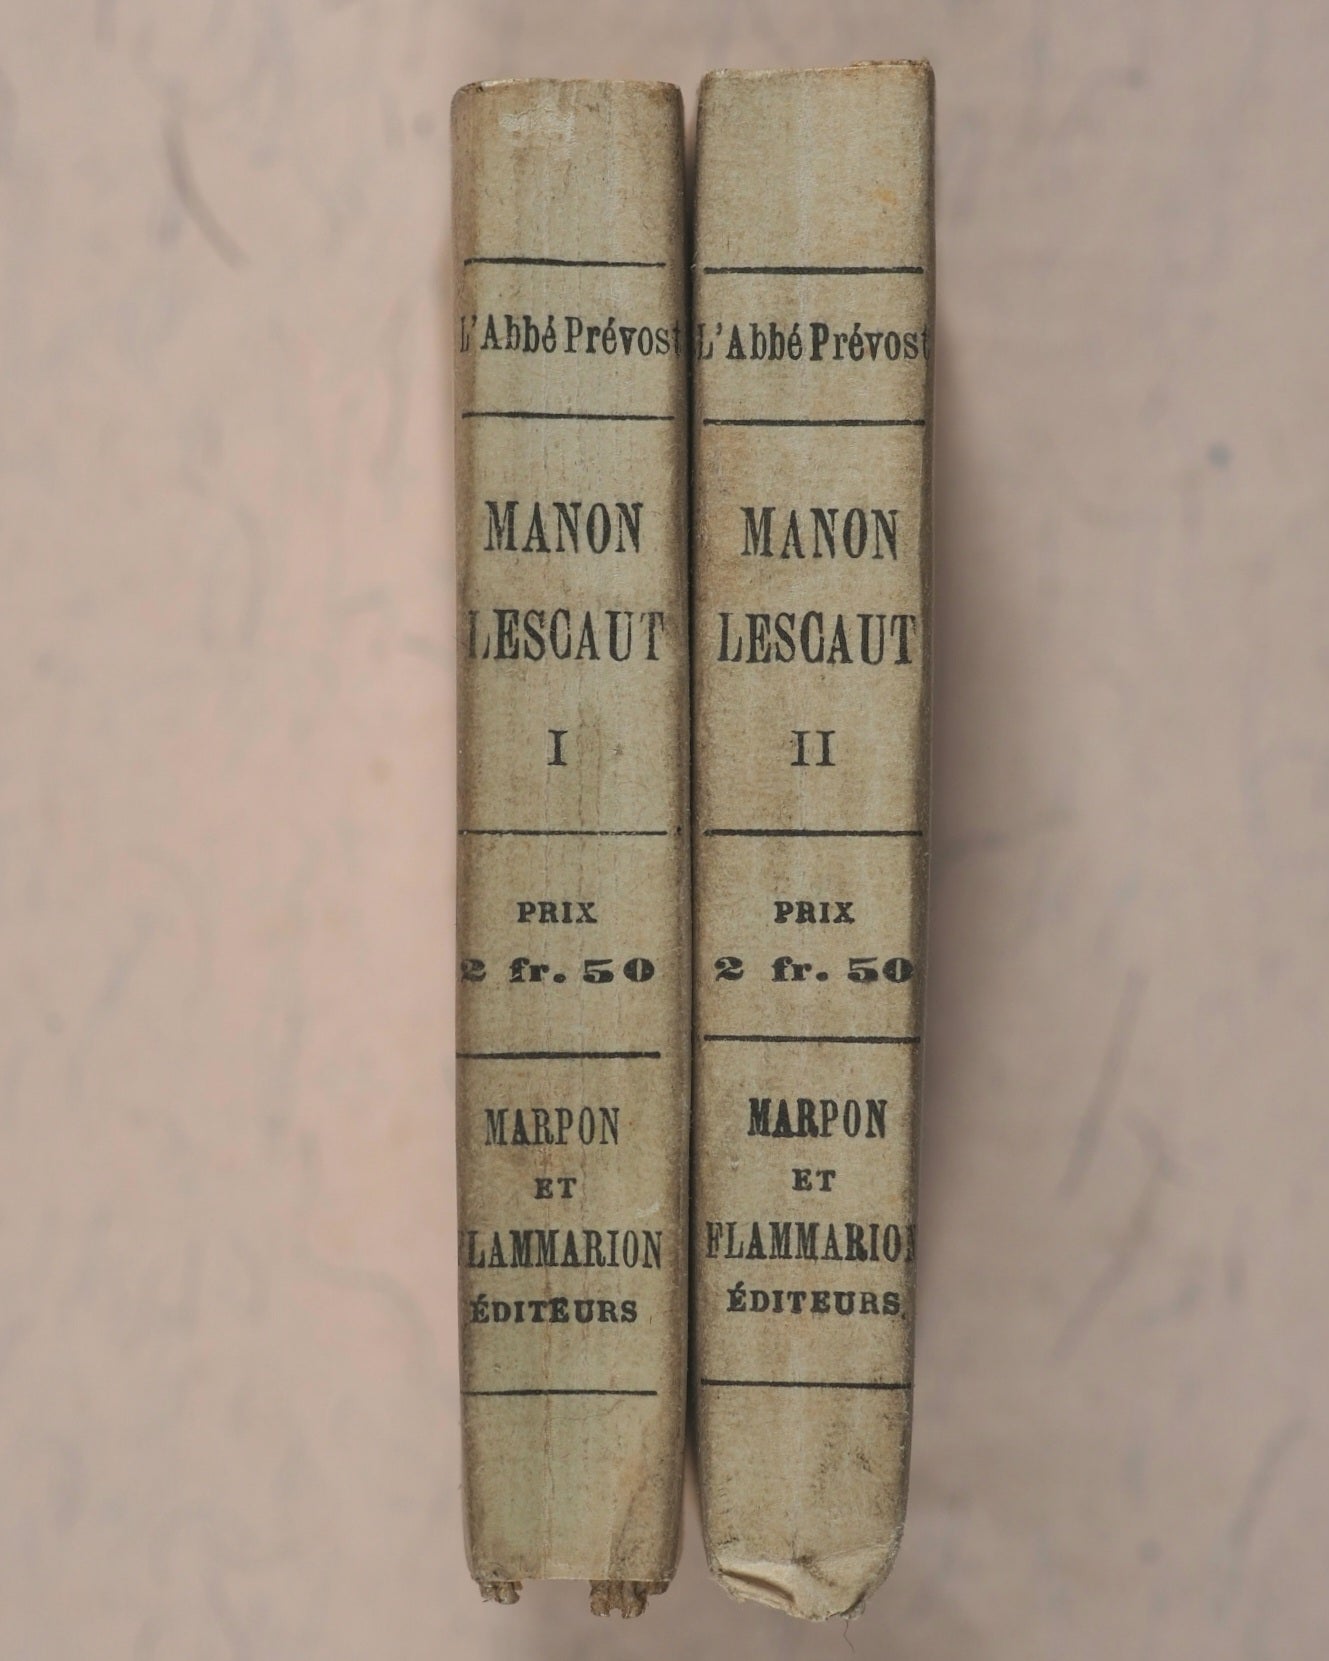 L'Abbé Prévost
MANON
LESCAUT
I
PRIX
2 fr. 50
MARPON
ET
FLAMMARION
ÉDITEURS
L'Abbé Prévost
MANON
LESCAUT
II
PRIX
2 fr. 50
MARPON
ET
FLAMMARION
ÉDITEURS